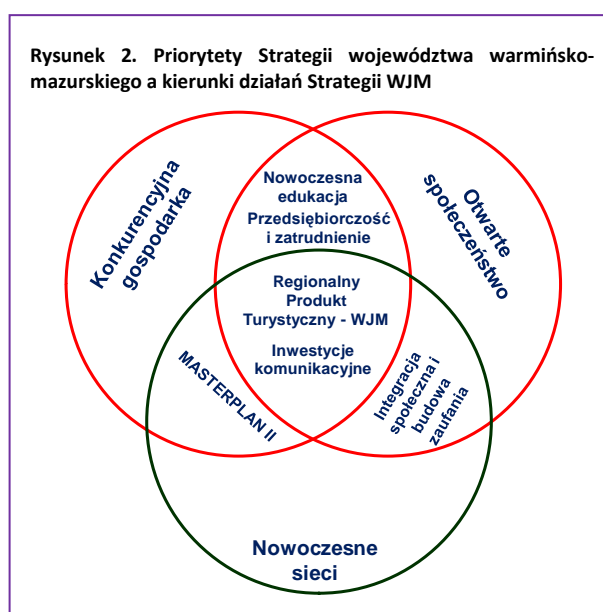 Rysunek 2. Priorytety Strategii województwa warmińsko-
mazurskiego a kierunki działań Strategii WJM
Konkurencyjna
gospodarka
Nowoczesna
edukacja
Przedsiębiorczość
i zatrudnienie
Otwarte
społeczeństwo
Regionalny
Produkt
Turystyczny - WJM
Inwestycje
komunikacyjne
MASTERPLAN II
Integracja
społeczna i
budowa
zaufania
Nowoczesne
sieci